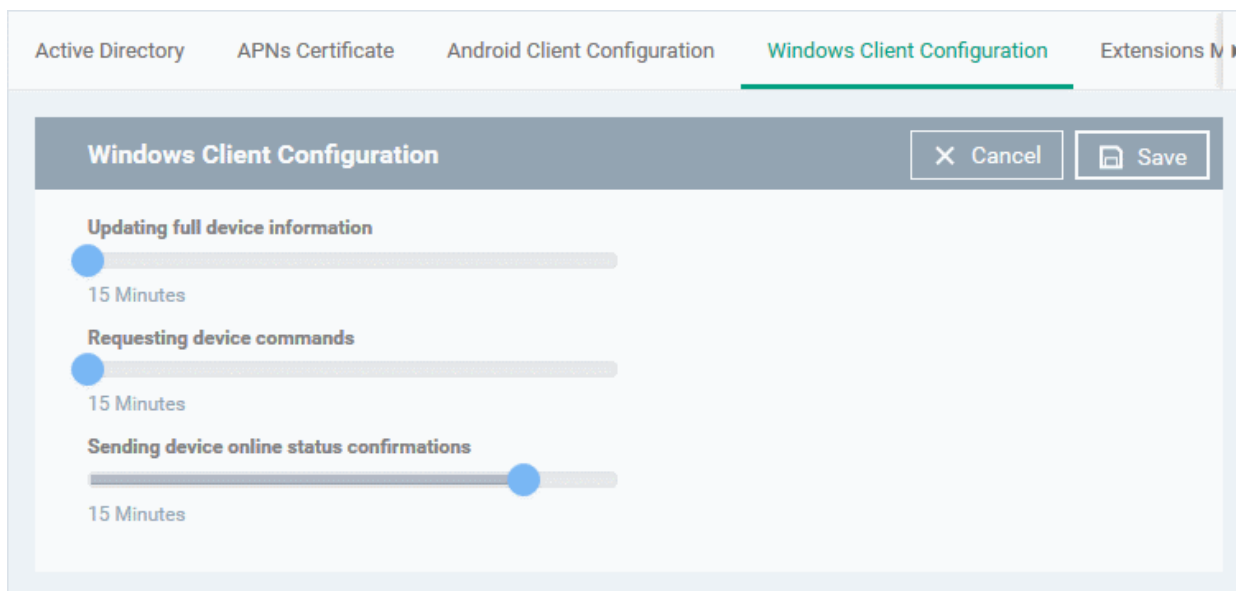 Active Directory APNs Certificate Android Client Configuration Windows Client Configuration Extensions
Windows Client Configuration Cancel Save
Updating full device information
15 Minutes
Requesting device commands
15 Minutes
Sending device online status confirmations
15 Minutes